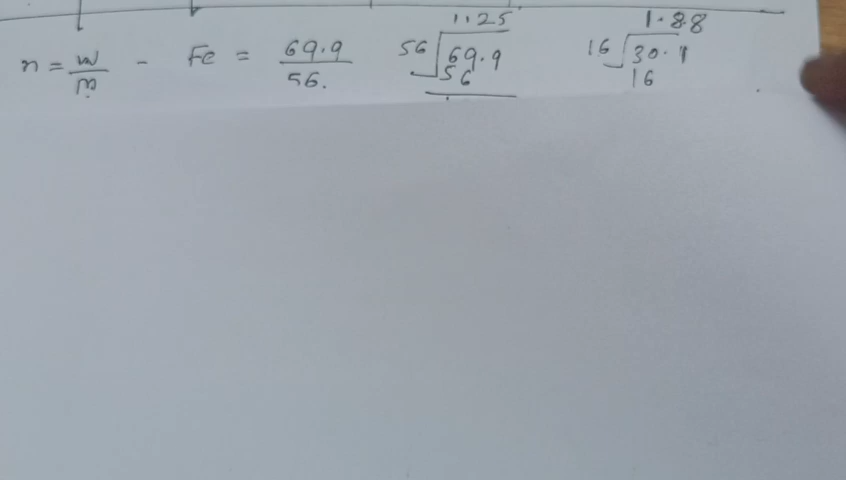 1.25 1.88
n = w/m - Fe = 69.9/56. 56 69.9 16 30.1
56 16